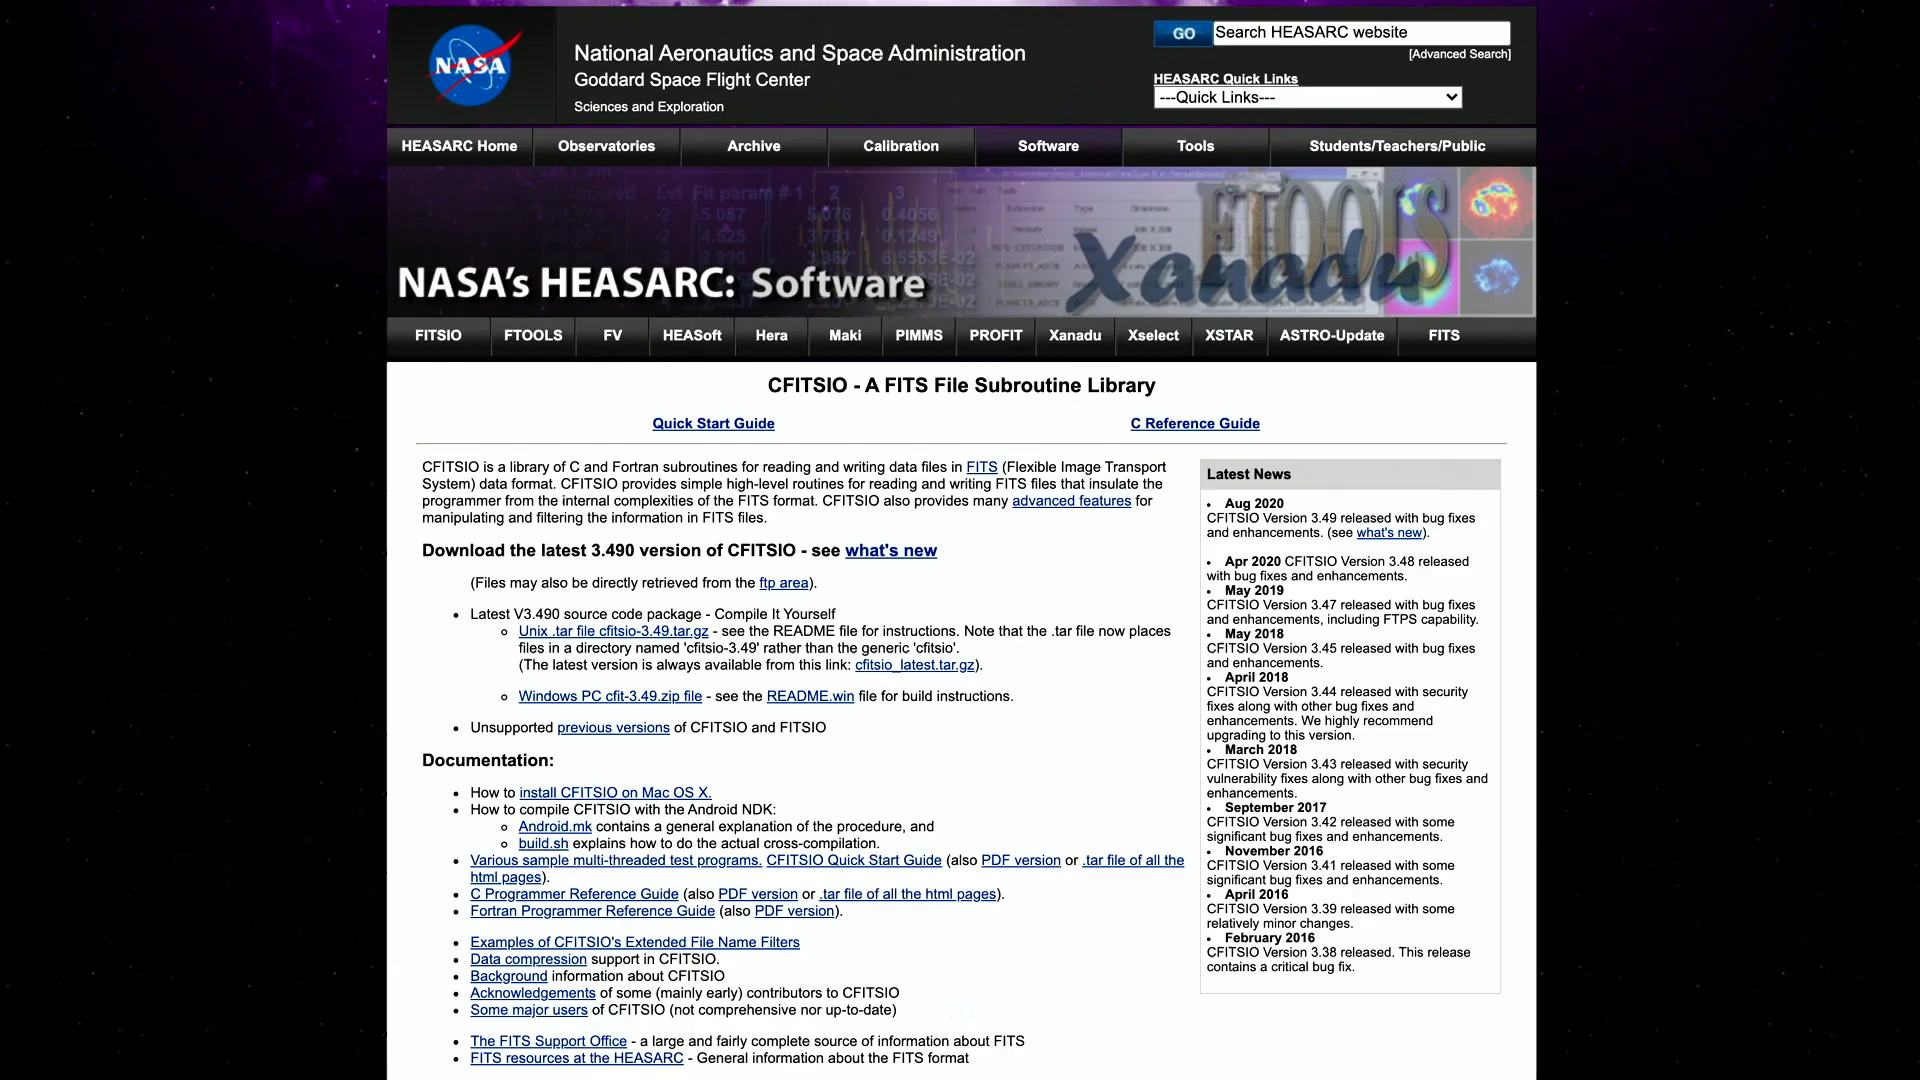 NASA
National Aeronautics and Space Administration
Goddard Space Flight Center
Sciences and Exploration
GO Search HEASARC website
[Advanced Search]
HEASARC Quick Links
---Quick Links---
HEASARC Home Observatories Archive Calibration Software Tools Students/Teachers/Public
Lvl Fit param # 1 2 3
-2 5.087 5.076 0.4056
-2 4.525 3.791 0.1249
FTOOLS
Xanadu
NASA's HEASARC: Software
FITSIO FTOOLS FV HEASoft Hera Maki PIMMS PROFIT Xanadu Xselect XSTAR ASTRO-Update FITS
CFITSIO - A FITS File Subroutine Library
Quick Start Guide C Reference Guide
CFITSIO is a library of C and Fortran subroutines for reading and writing data files in FITS (Flexible Image Transport
System) data format. CFITSIO provides simple high-level routines for reading and writing FITS files that insulate the
programmer from the internal complexities of the FITS format. CFITSIO also provides many advanced features for
manipulating and filtering the information in FITS files.
Download the latest 3.490 version of CFITSIO - see what's new
(Files may also be directly retrieved from the ftp area).
• Latest V3.490 source code package - Compile It Yourself
Unix .tar file cfitsio-3.49.tar.gz - see the README file for instructions. Note that the .tar file now places
files in a directory named 'cfitsio-3.49' rather than the generic 'cfitsio'.
(The latest version is always available from this link: cfitsio_latest.tar.gz).
Windows PC cfit-3.49.zip file - see the README.win file for build instructions.
• Unsupported previous versions of CFITSIO and FITSIO
Documentation:
• How to install CFITSIO on Mac OS X.
• How to compile CFITSIO with the Android NDK:
Android.mk contains a general explanation of the procedure, and
build.sh explains how to do the actual cross-compilation.
• Various sample multi-threaded test programs. CFITSIO Quick Start Guide (also PDF version or .tar file of all the
html pages).
• C Programmer Reference Guide (also PDF version or .tar file of all the html pages).
• Fortran Programmer Reference Guide (also PDF version).
• Examples of CFITSIO's Extended File Name Filters
• Data compression support in CFITSIO.
• Background information about CFITSIO
• Acknowledgements of some (mainly early) contributors to CFITSIO
• Some major users of CFITSIO (not comprehensive nor up-to-date)
• The FITS Support Office - a large and fairly complete source of information about FITS
• FITS resources at the HEASARC - General information about the FITS format
Latest News
• Aug 2020
CFITSIO Version 3.49 released with bug fixes
and enhancements. (see what's new).
• Apr 2020 CFITSIO Version 3.48 released
with bug fixes and enhancements.
• May 2019
CFITSIO Version 3.47 released with bug fixes
and enhancements, including FTPS capability.
• May 2018
CFITSIO Version 3.45 released with bug fixes
and enhancements.
• April 2018
CFITSIO Version 3.44 released with security
fixes along with other bug fixes and
enhancements. We highly recommend
upgrading to this version.
• March 2018
CFITSIO Version 3.43 released with security
vulnerability fixes along with other bug fixes and
enhancements.
• September 2017
CFITSIO Version 3.42 released with some
significant bug fixes and enhancements.
• November 2016
CFITSIO Version 3.41 released with some
significant bug fixes and enhancements.
• April 2016
CFITSIO Version 3.39 released with some
relatively minor changes.
• February 2016
CFITSIO Version 3.38 released. This release
contains a critical bug fix.